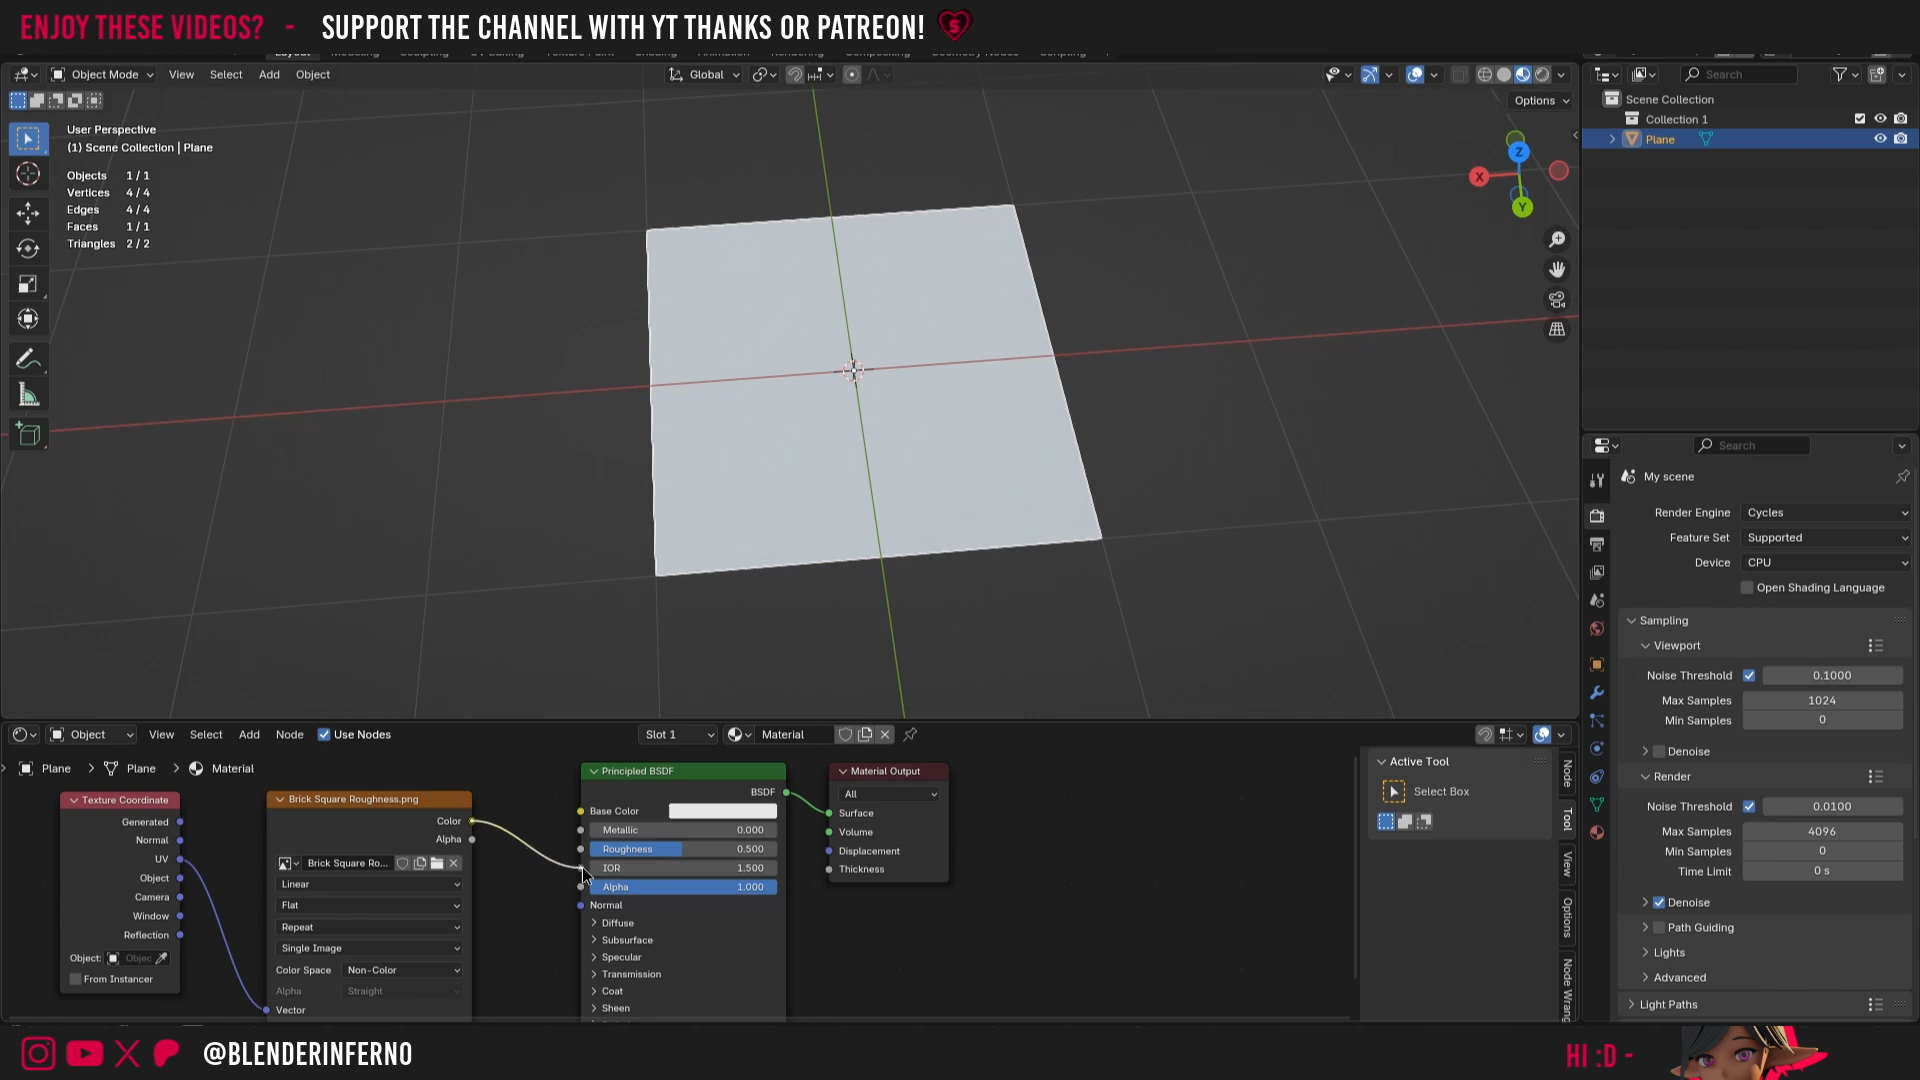 ENJOY THESE VIDEOS? - SUPPORT THE CHANNEL WITH YT THANKS OR PATREON!
Object Mode View Select Add Object Global
Options
Search
Scene Collection
Collection 1
Plane
User Perspective
(1) Scene Collection | Plane
Objects 1 / 1
Vertices 4 / 4
Edges 4 / 4
Faces 1 / 1
Triangles 2 / 2
Z
X
Y
Search
My scene
Render Engine Cycles
Feature Set Supported
Device CPU
Open Shading Language
Sampling
Viewport
Noise Threshold 0.1000
Max Samples 1024
Min Samples 0
Denoise
Render
Noise Threshold 0.0100
Max Samples 4096
Min Samples 0
Time Limit 0 s
Denoise
Path Guiding
Lights
Advanced
Light Paths
Object View Select Add Node Use Nodes Slot 1 Material
Plane Plane Material
Texture Coordinate
Generated
Normal
UV
Object
Camera
Window
Reflection
Object: Objec
From Instancer
Brick Square Roughness.png
Color
Alpha
Brick Square Ro...
Linear
Flat
Repeat
Single Image
Color Space Non-Color
Alpha Straight
Vector
Principled BSDF
BSDF
Base Color
Metallic 0.000
Roughness 0.500
IOR 1.500
Alpha 1.000
Normal
Diffuse
Subsurface
Specular
Transmission
Coat
Sheen
Material Output
All
Surface
Volume
Displacement
Thickness
Active Tool
Select Box
Node
Tool
View
Options
Node Wrang
@BLENDERINFERNO
HI :D -